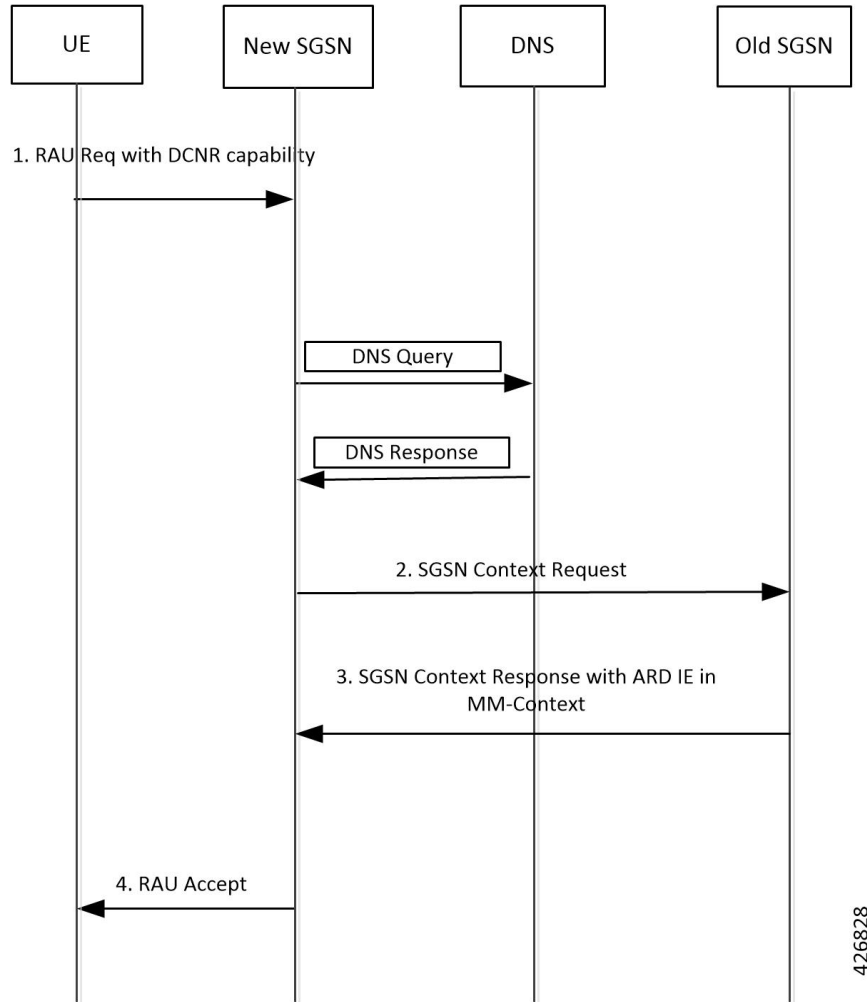 UE
New SGSN
DNS
Old SGSN
1. RAU Req with DCNR capability
DNS Query
DNS Response
2. SGSN Context Request
3. SGSN Context Response with ARD IE in
MM-Context
4. RAU Accept
426828